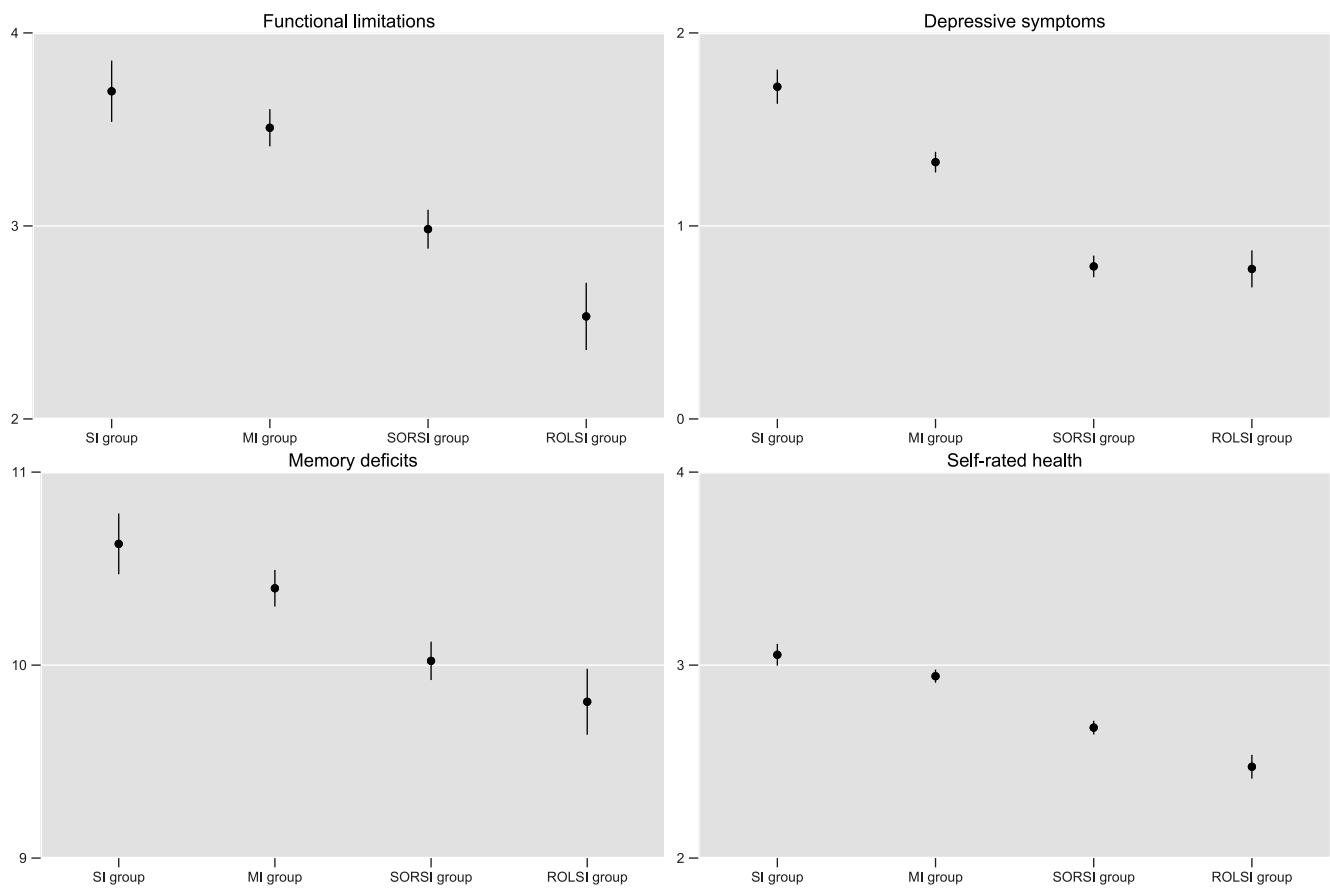 Functional limitations
4
3
2
SI group MI group SORSI group ROLSI group
Depressive symptoms
2
1
0
SI group MI group SORSI group ROLSI group
Memory deficits
11
10
9
SI group MI group SORSI group ROLSI group
Self-rated health
4
3
2
SI group MI group SORSI group ROLSI group